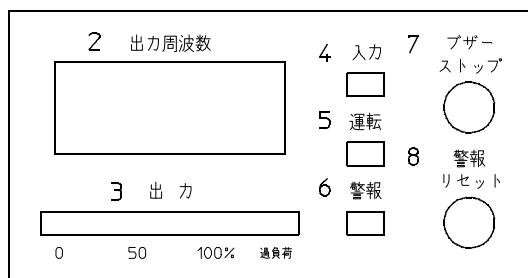 2 出力周波数
3 出 力
0 50 100% 過負荷
4 入力
5 運転
6 警報
7 ブザー
ストップ
8 警報
リセット